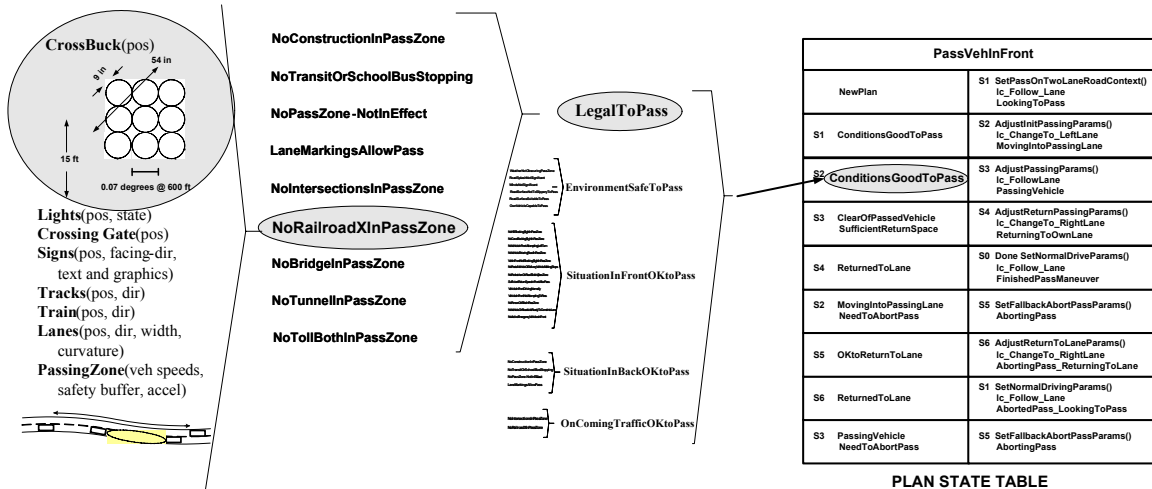 CrossBuck(pos)
9 in
54 in
15 ft
0.07 degrees @ 600 ft
Lights(pos, state)
Crossing Gate(pos)
Signs(pos, facing-dir,
text and graphics)
Tracks(pos, dir)
Train(pos, dir)
Lanes(pos, dir, width,
curvature)
PassingZone(veh speeds,
safety buffer, accel)
NoConstructionInPassZone
NoTransitOrSchoolBusStopping
NoPassZone-NotInEffect
LaneMarkingsAllowPass
NoIntersectionsInPassZone
NoRailroadXInPassZone
NoBridgeInPassZone
NoTunnelInPassZone
NoTollBothInPassZone
LegalToPass
EnvironmentSafeToPass
SituationInFrontOKtoPass
SituationInBackOKtoPass
OnComingTrafficOKtoPass
PassVehInFront
NewPlan
S1 SetPassOnTwoLaneRoadContext()
lc_Follow_Lane
LookingToPass
S1 ConditionsGoodToPass
S2 AdjustInitPassingParams()
lc_ChangeTo_LeftLane
MovingIntoPassingLane
S2 ConditionsGoodToPass
S3 AdjustPassingParams()
lc_FollowLane
PassingVehicle
S3 ClearOfPassedVehicle
SufficientReturnSpace
S4 AdjustReturnPassingParams()
lc_ChangeTo_RightLane
ReturningToOwnLane
S4 ReturnedToLane
S0 Done SetNormalDriveParams()
lc_Follow_Lane
FinishedPassManeuver
S2 MovingIntoPassingLane
NeedToAbortPass
S5 SetFallbackAbortPassParams()
AbortingPass
S5 OKtoReturnToLane
S6 AdjustReturnToLaneParams()
lc_ChangeTo_RightLane
AbortingPass_ReturningToLane
S6 ReturnedToLane
S1 SetNormalDrivingParams()
lc_Follow_Lane
AbortedPass_LookingToPass
S3 PassingVehicle
NeedToAbortPass
S5 SetFallbackAbortPassParams()
AbortingPass
PLAN STATE TABLE